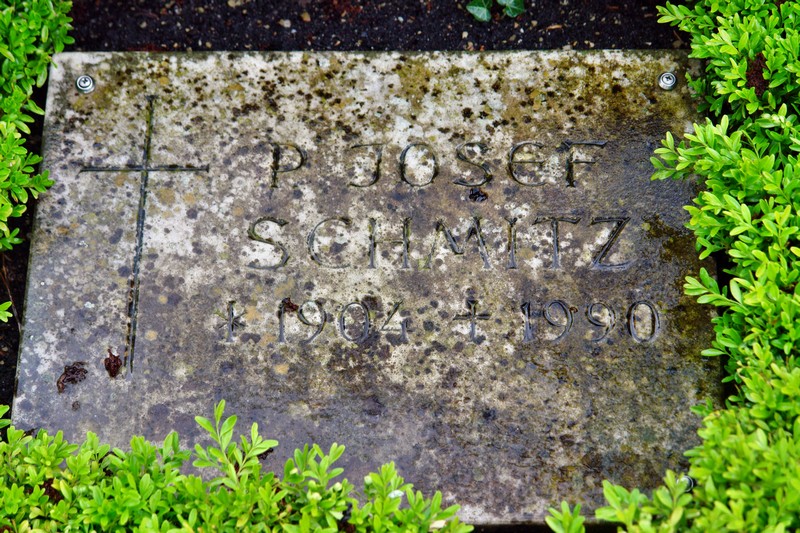 P JOSEF
SCHMITZ
* 1904 + 1990